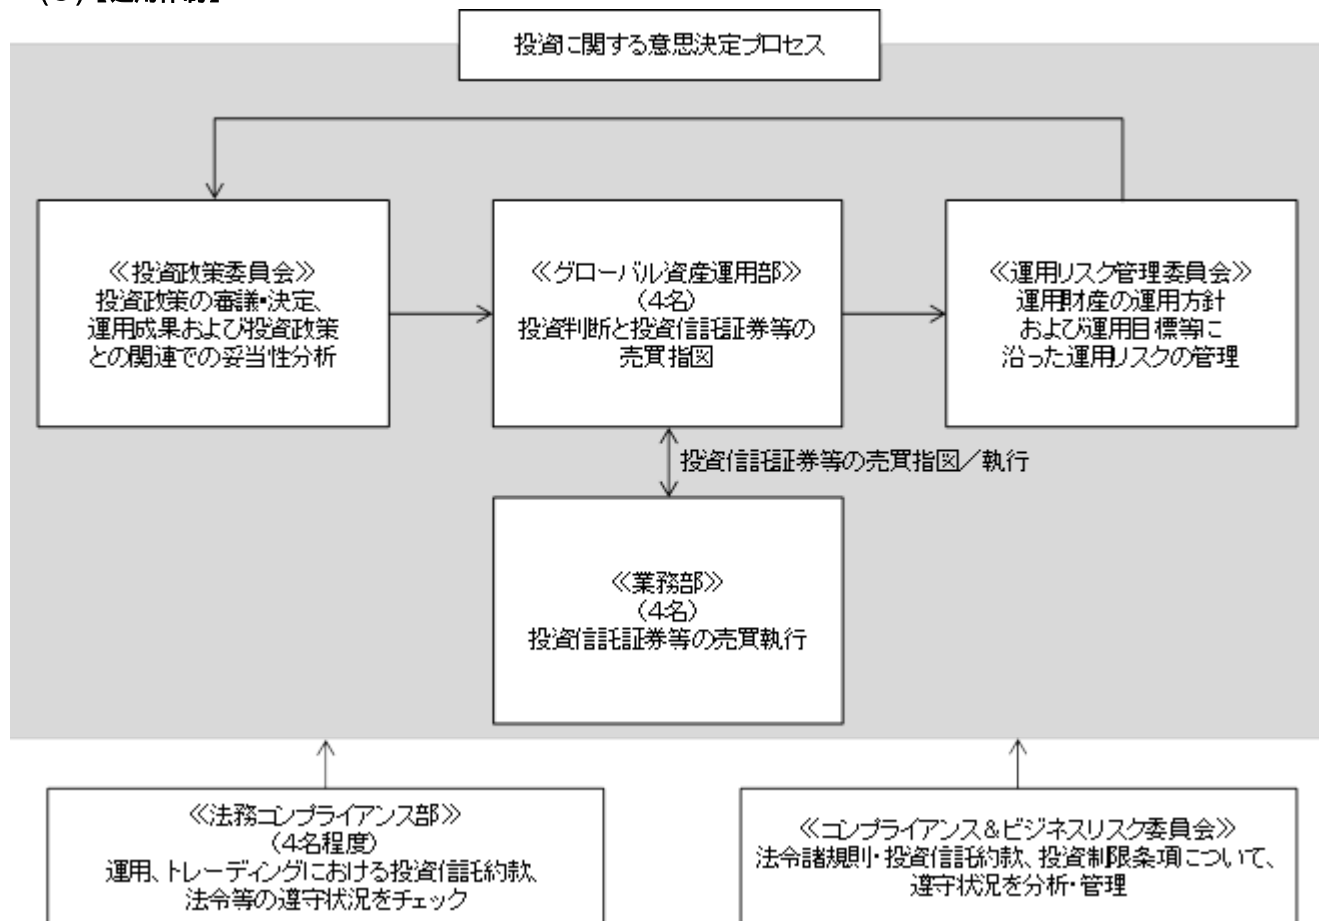 投資に関する意思決定プロセス
≪投資政策委員会≫
投資政策の審議・決定、
運用成果および投資政策
との関連での妥当性分析
≪グローバル資産運用部≫
(4名)
投資判断と投資信託証券等の
売買指図
≪運用リスク管理委員会≫
運用財産の運用方針
および運用目標等に
沿った運用リスクの管理
投資信託証券等の売買指図/執行
≪業務部≫
(4名)
投資信託証券等の売買執行
≪法務コンプライアンス部≫
(4名程度)
運用、トレーディングにおける投資信託約款、
法令等の遵守状況をチェック
≪コンプライアンス&ビジネスリスク委員会≫
法令諸規則・投資信託約款、投資制限条項について、
遵守状況を分析・管理